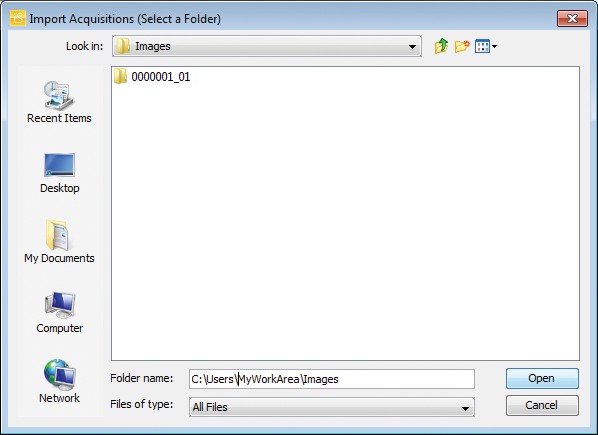 Import Acquisitions (Select a Folder)
Look in: Images
0000001_01
Recent Items
Desktop
My Documents
Computer
Network
Folder name: C:\Users\MyWorkArea\Images
Open
Files of type: All Files
Cancel